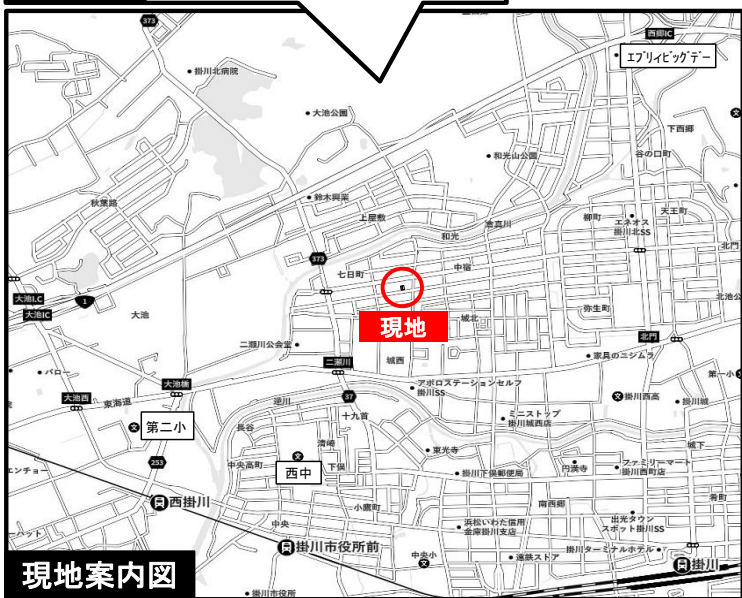 373
西郷IC
エブリィビッグデー
掛川北病院
大池公園
下西郷
和光山公園
谷の口町
秋葉路
鈴木興業
上屋敷
倉真川
柳町
天王町
エネオス
掛川北SS
和光
北門
373
七日町
中宿
大池I.C
大池IC
1
大池
現地
城北
弥生町
北池公
二瀬川公会堂
城西
北門
家具のニシムラ
バロー
二瀬川
第一小
大池橋
アポロステーションセルフ
掛川SS
大池西
東海道
逆川
37
掛川西高
掛川城
十九首
ミニストップ
掛川城西店
第二小
長谷
清崎
城下
東光寺
253
中央高町
下俣
西中
円満寺
ファミリーマート
掛川西町店
エンチョー
掛川下俣郵便局
西掛川
小鷹町
南西郷
肴町
中央
浜松いわた信用
金庫掛川支店
出光タウン
スポット掛川SS
掛川市役所前
中央小
遠鉄ストア
掛川ターミナルホテル
掛川
現地案内図
掛川市役所